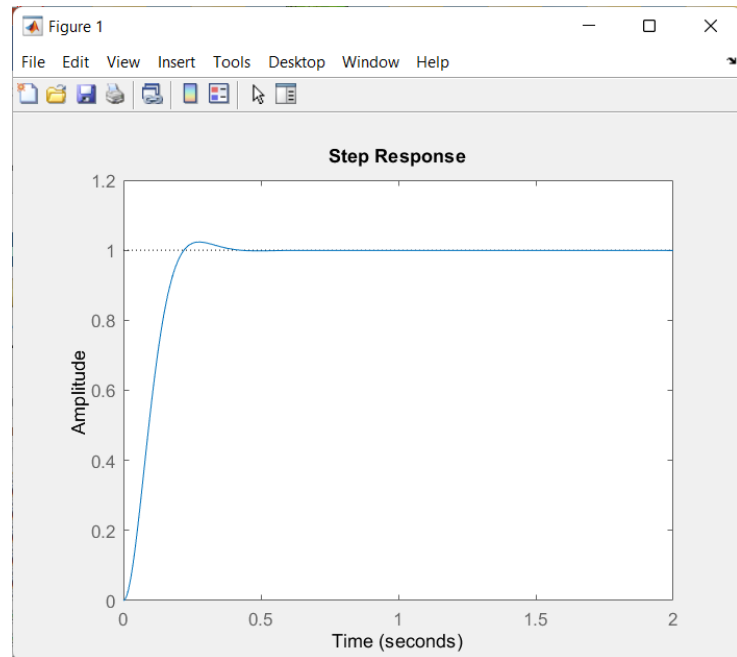 Figure 1
File Edit View Insert Tools Desktop Window Help
Step Response
1.2
1
0.8
0.6
0.4
0.2
0
Amplitude
0 0.5 1 1.5 2
Time (seconds)